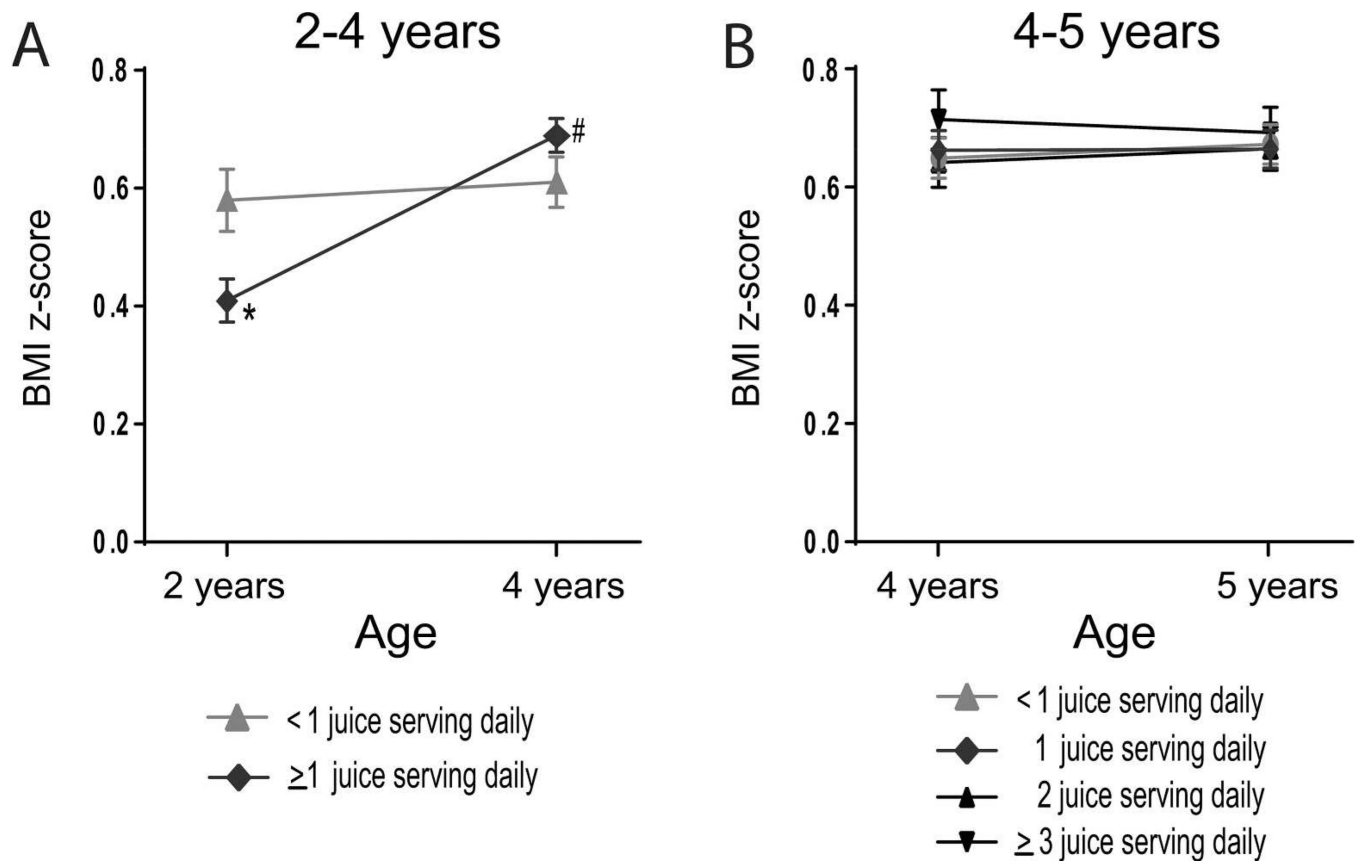 A
2-4 years
0.8
0.6
0.4
0.2
0.0
BMI z-score
*
#
2 years
4 years
Age
<1 juice serving daily
≥1 juice serving daily
B
4-5 years
0.8
0.6
0.4
0.2
0.0
BMI z-score
4 years
5 years
Age
<1 juice serving daily
1 juice serving daily
2 juice serving daily
≥3 juice serving daily